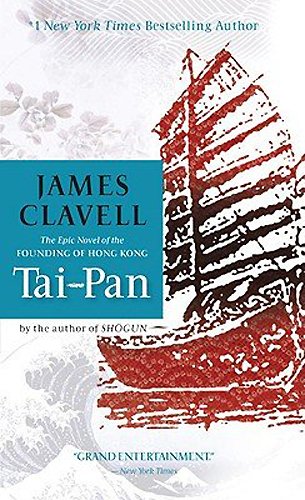 #1 New York Times Bestselling Author
JAMES
CLAVELL
The Epic Novel of the
FOUNDING OF HONG KONG
Tai-Pan
by the author of SHŌGUN
"GRAND ENTERTAINMENT."
—New York Times